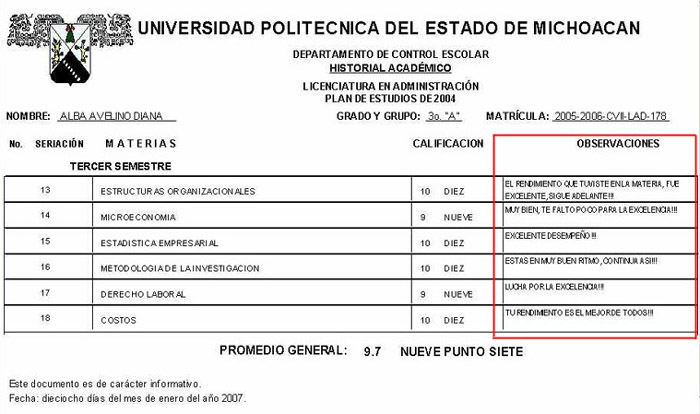 UNIVERSIDAD POLITECNICA DEL ESTADO DE MICHOACAN
DEPARTAMENTO DE CONTROL ESCOLAR
HISTORIAL ACADÉMICO
LICENCIATURA EN ADMINISTRACIÓN
PLAN DE ESTUDIOS DE 2004
NOMBRE: ALBA AVELINO DIANA GRADO Y GRUPO: 3o. "A" MATRÍCULA: 2005-2006-CVII-LAD-178
No. SERIACIÓN MATERIAS CALIFICACION OBSERVACIONES
TERCER SEMESTRE
13 ESTRUCTURAS ORGANIZACIONALES 10 DIEZ EL RENDIMIENTO QUE TUVISTE EN LA MATERIA, FUE
EXCELENTE, SIGUE ADELANTE!!!
14 MICROECONOMIA 9 NUEVE MUY BIEN, TE FALTO POCO PARA LA EXCELENCIA!!!
15 ESTADISTICA EMPRESARIAL 10 DIEZ EXCELENTE DESEMPEÑO!!!
16 METODOLOGIA DE LA INVESTIGACION 10 DIEZ ESTAS EN MUY BUEN RITMO, CONTINUA ASI!!!
17 DERECHO LABORAL 9 NUEVE LUCHA POR LA EXCELENCIA!!!
18 COSTOS 10 DIEZ TU RENDIMIENTO ES EL MEJOR DE TODOS!!!
PROMEDIO GENERAL: 9.7 NUEVE PUNTO SIETE
Este documento es de carácter informativo.
Fecha: dieciocho días del mes de enero del año 2007.